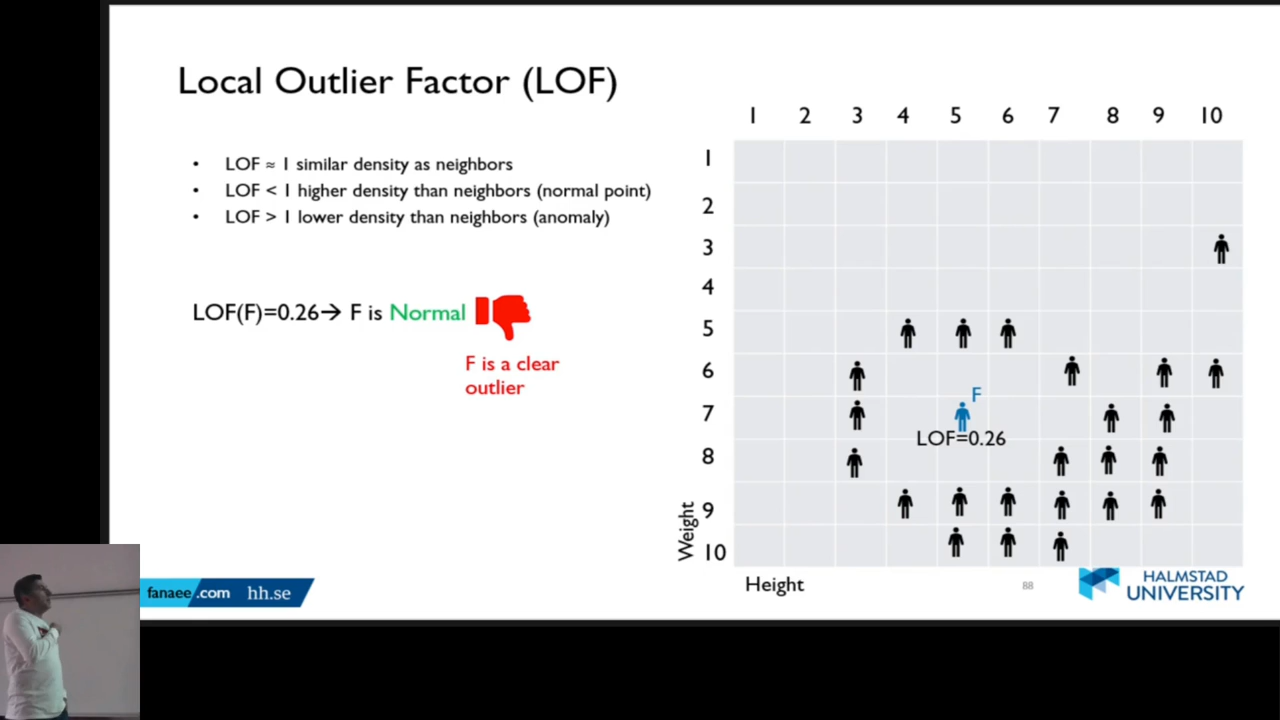 Local Outlier Factor (LOF)
• LOF ≈ 1 similar density as neighbors
• LOF < 1 higher density than neighbors (normal point)
• LOF > 1 lower density than neighbors (anomaly)
LOF(F)=0.26→ F is Normal
F is a clear
outlier
1 2 3 4 5 6 7 8 9 10
1
2
3
4
5
6
7
8
9
10
F
LOF=0.26
Weight
Height
fanaee.com hh.se
88
HALMSTAD
UNIVERSITY